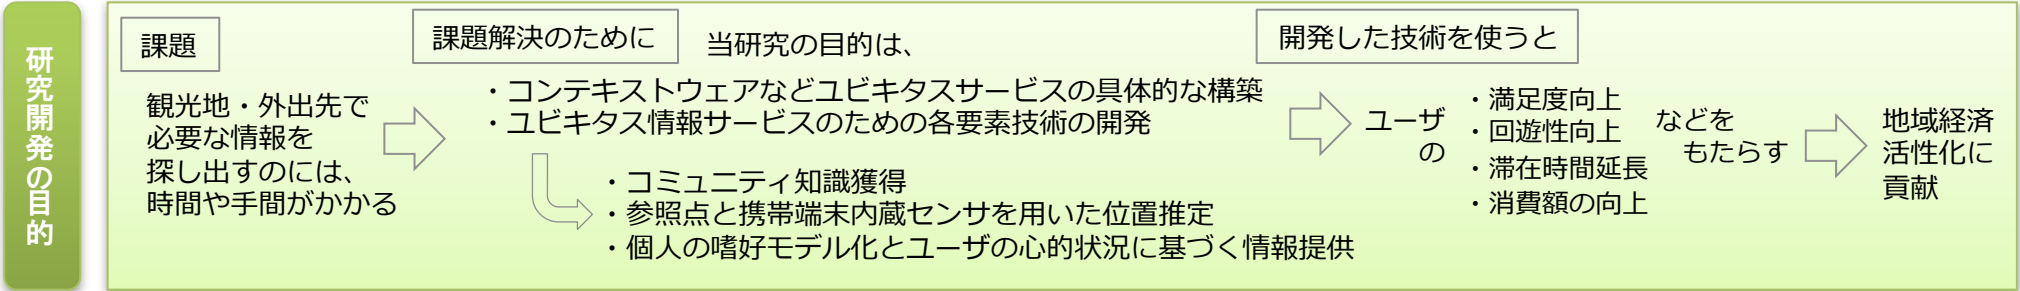 研究開発の目的
課題
観光地・外出先で
必要な情報を
探し出すのには、
時間や手間がかかる
課題解決のために
当研究の目的は、
・コンテキストウェアなどユビキタスサービスの具体的な構築
・ユビキタス情報サービスのための各要素技術の開発
・コミュニティ知識獲得
・参照点と携帯端末内蔵センサを用いた位置推定
・個人の嗜好モデル化とユーザの心的状況に基づく情報提供
開発した技術を使うと
ユーザ
の
・満足度向上
・回遊性向上
・滞在時間延長
・消費額の向上
などを
もたらす
地域経済
活性化に
貢献